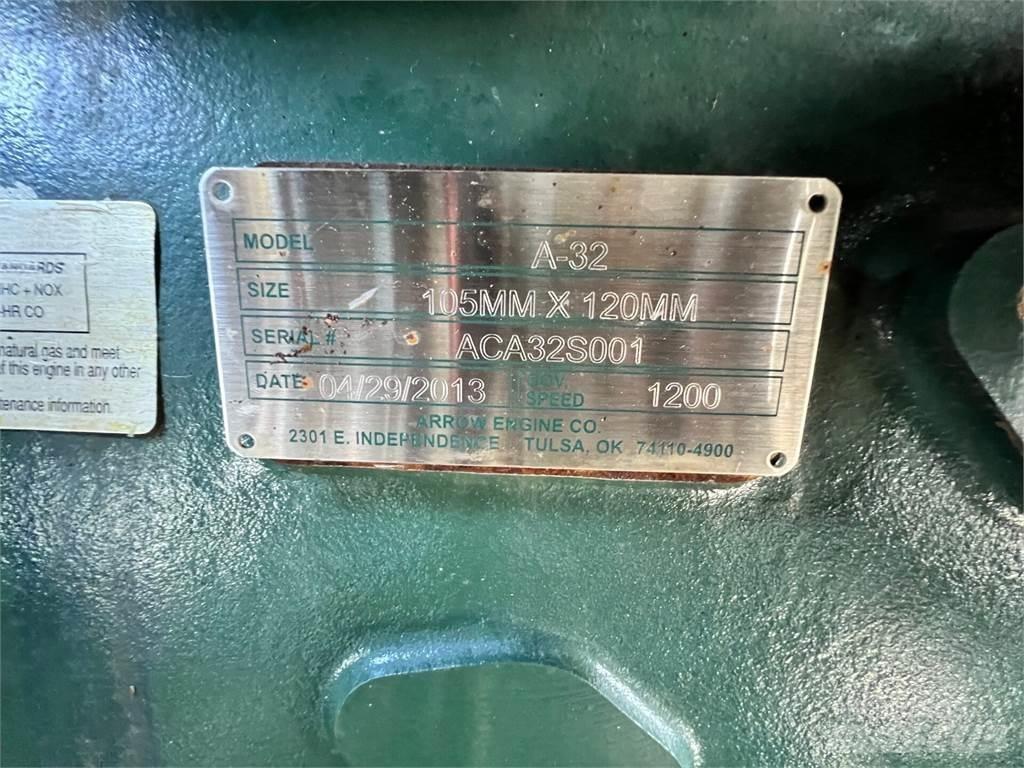 MODEL A-32
SIZE 105MM X 120MM
SERIAL # ACA32S001
DATE 04/29/2013 GOV. SPEED 1200
ARROW ENGINE CO.
2301 E. INDEPENDENCE TULSA, OK 74110-4900
STANDARDS
HC + NOX
-HR CO
natural gas and meet
of this engine in any other
tenance information.